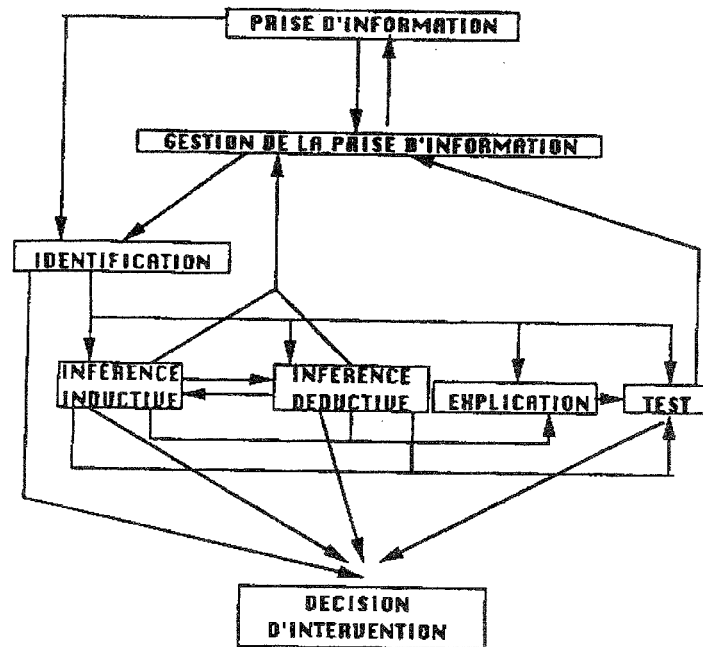 PRISE D'INFORMATION
GESTION DE LA PRISE D'INFORMATION
IDENTIFICATION
INFERENCE
INDUCTIVE
INFERENCE
DEDUCTIVE
EXPLICATION
TEST
DECISION
D'INTERVENTION